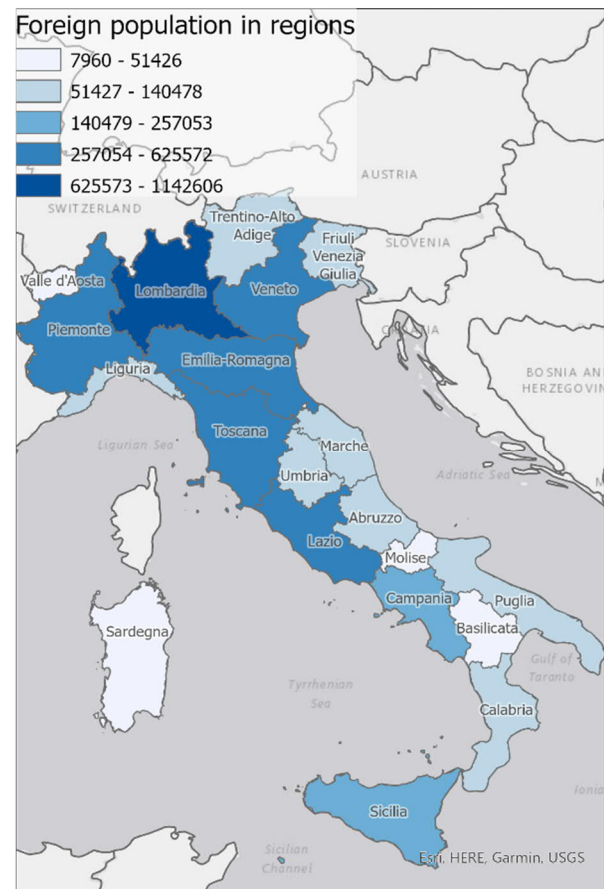 Foreign population in regions
7960 - 51426
51427 - 140478
140479 - 257053
257054 - 625572
625573 - 1142606
AUSTRIA
SWITZERLAND
Trentino-Alto
Adige
Friuli
Venezia
Giulia
SLOVENIA
Valle d'Aosta
Lombardia
Veneto
Piemonte
CROATIA
Emilia-Romagna
Liguria
BOSNIA AN
HERZEGOVIN
Toscana
Ligurian Sea
Marche
Umbria
Adriatic Sea
M
Abruzzo
Lazio
Molise
Campania
Puglia
Basilicata
Sardegna
Gulf of
Taranto
Tyrrhenian
Sea
Calabria
Ionia
Sicilia
Sicilian
Channel
Esri, HERE, Garmin, USGS